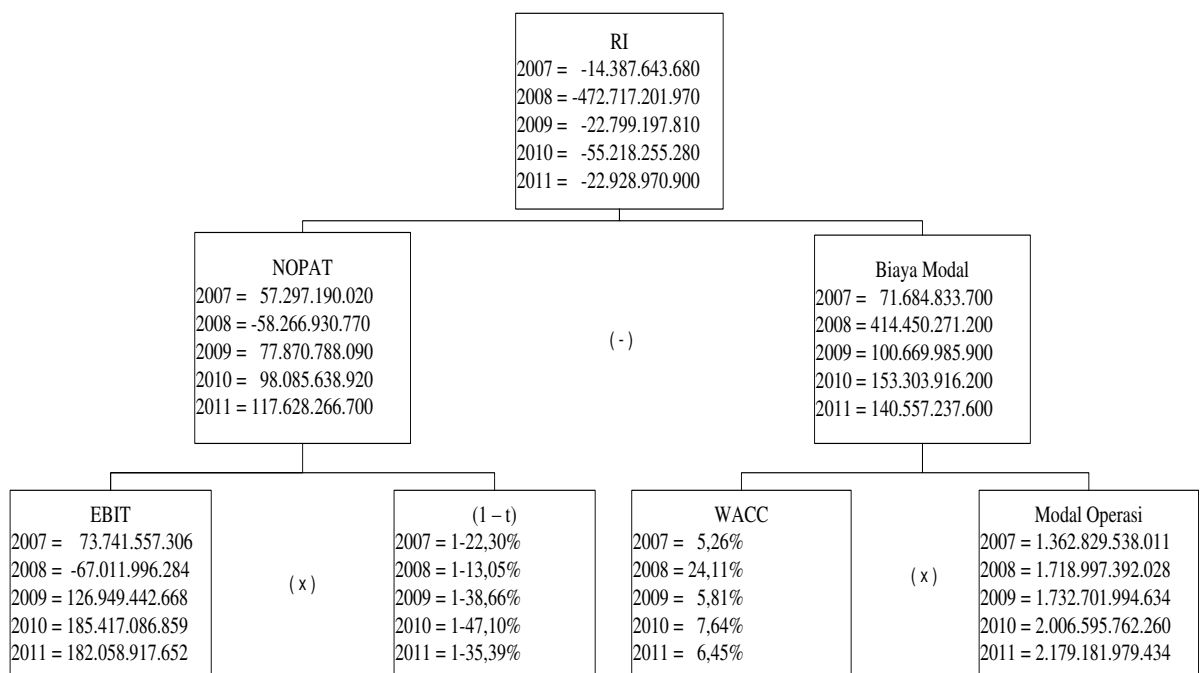 RI
2007 = -14.387.643.680
2008 = -472.717.201.970
2009 = -22.799.197.810
2010 = -55.218.255.280
2011 = -22.928.970.900
NOPAT
2007 = 57.297.190.020
2008 = -58.266.930.770
2009 = 77.870.788.090
2010 = 98.085.638.920
2011 = 117.628.266.700
( - )
Biaya Modal
2007 = 71.684.833.700
2008 = 414.450.271.200
2009 = 100.669.985.900
2010 = 153.303.916.200
2011 = 140.557.237.600
EBIT
2007 = 73.741.557.306
2008 = -67.011.996.284
2009 = 126.949.442.668
2010 = 185.417.086.859
2011 = 182.058.917.652
( x )
(1 – t)
2007 = 1-22,30%
2008 = 1-13,05%
2009 = 1-38,66%
2010 = 1-47,10%
2011 = 1-35,39%
WACC
2007 = 5,26%
2008 = 24,11%
2009 = 5,81%
2010 = 7,64%
2011 = 6,45%
( x )
Modal Operasi
2007 = 1.362.829.538.011
2008 = 1.718.997.392.028
2009 = 1.732.701.994.634
2010 = 2.006.595.762.260
2011 = 2.179.181.979.434